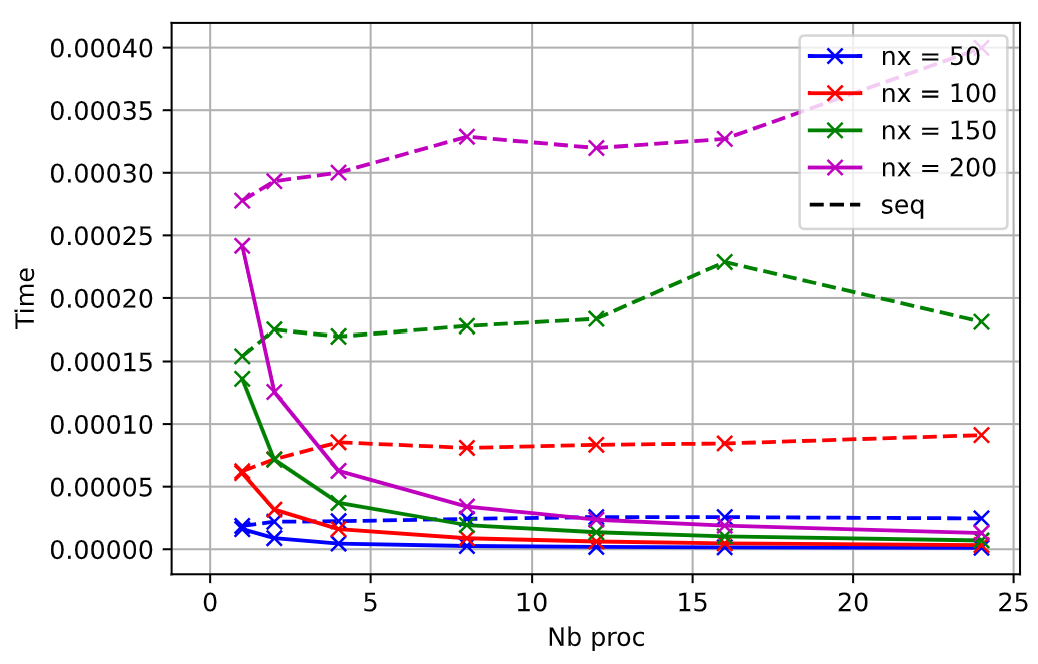 0.00040
0.00035
0.00030
0.00025
0.00020
0.00015
0.00010
0.00005
0.00000
Time
0 5 10 15 20 25
Nb proc
nx = 50
nx = 100
nx = 150
nx = 200
seq